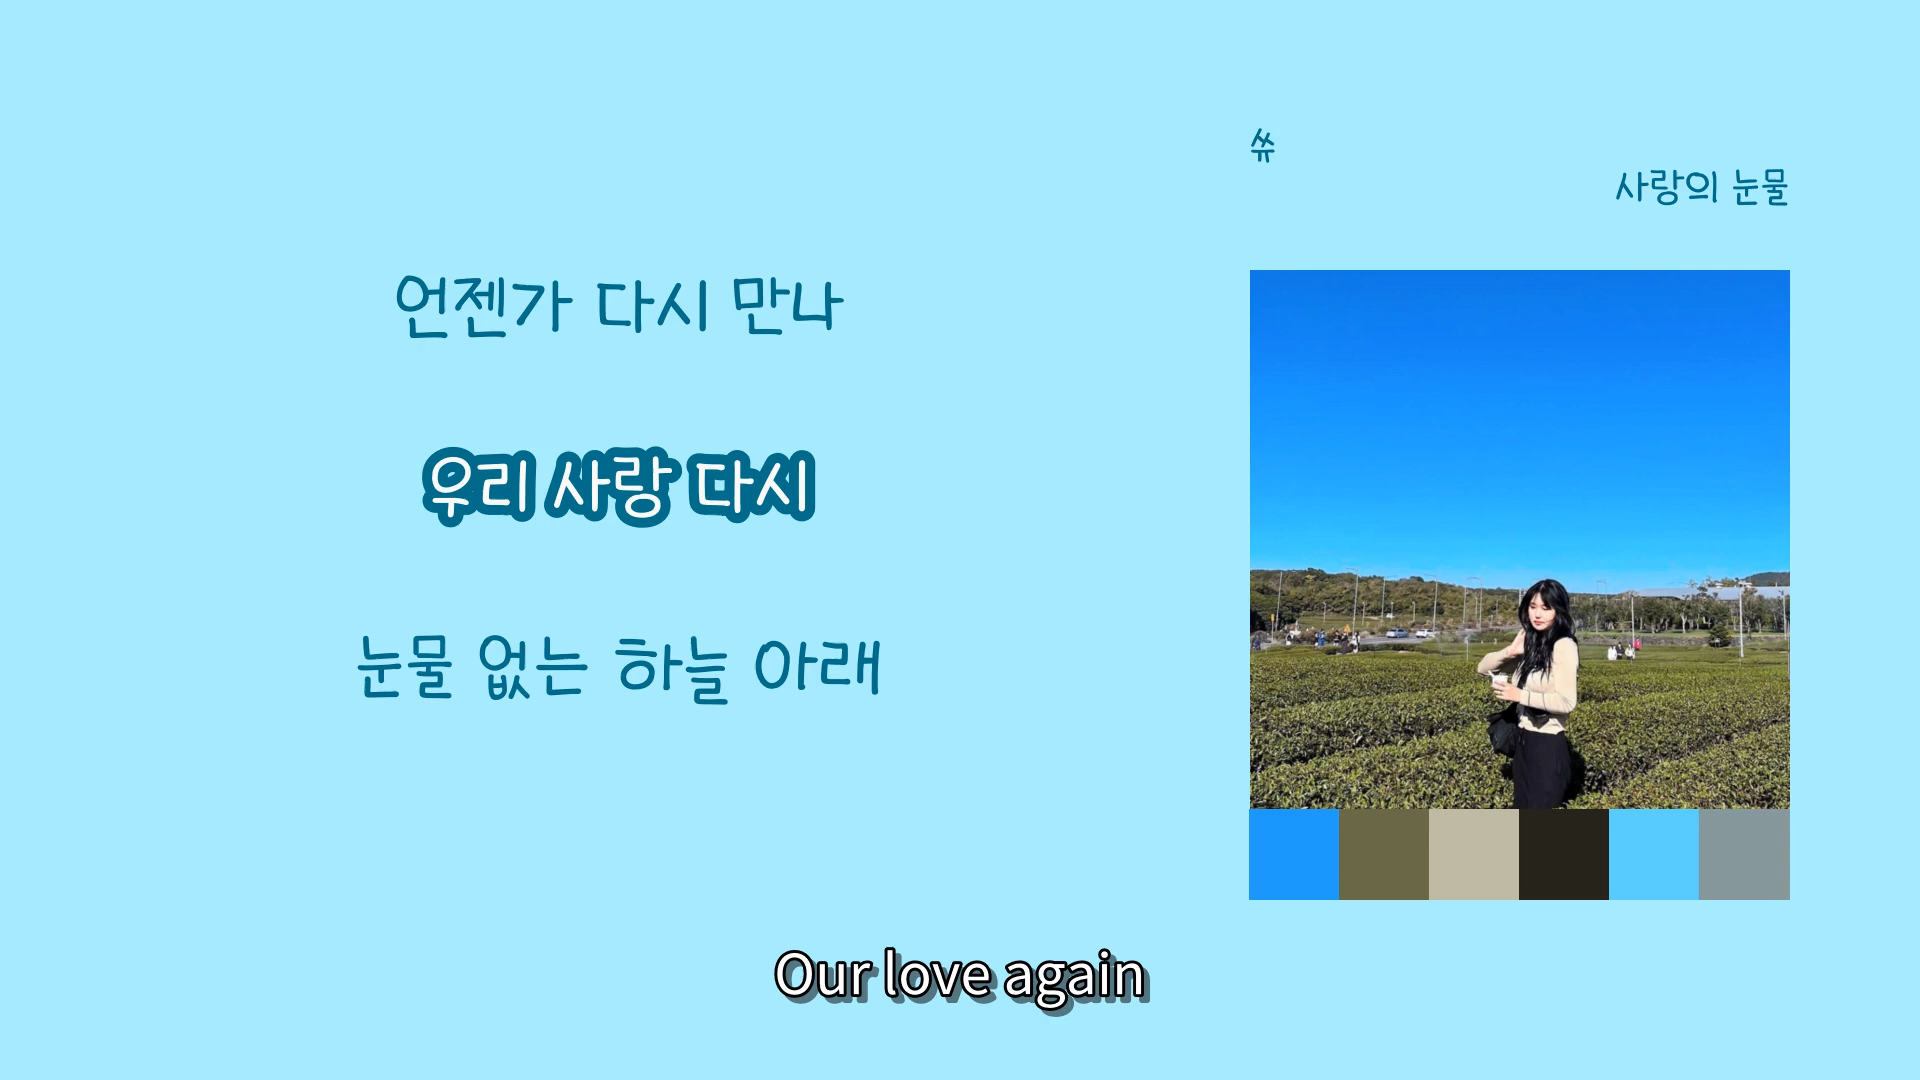 쓔
사랑의 눈물
언젠가 다시 만나
우리 사랑 다시
눈물 없는 하늘 아래
Our love again